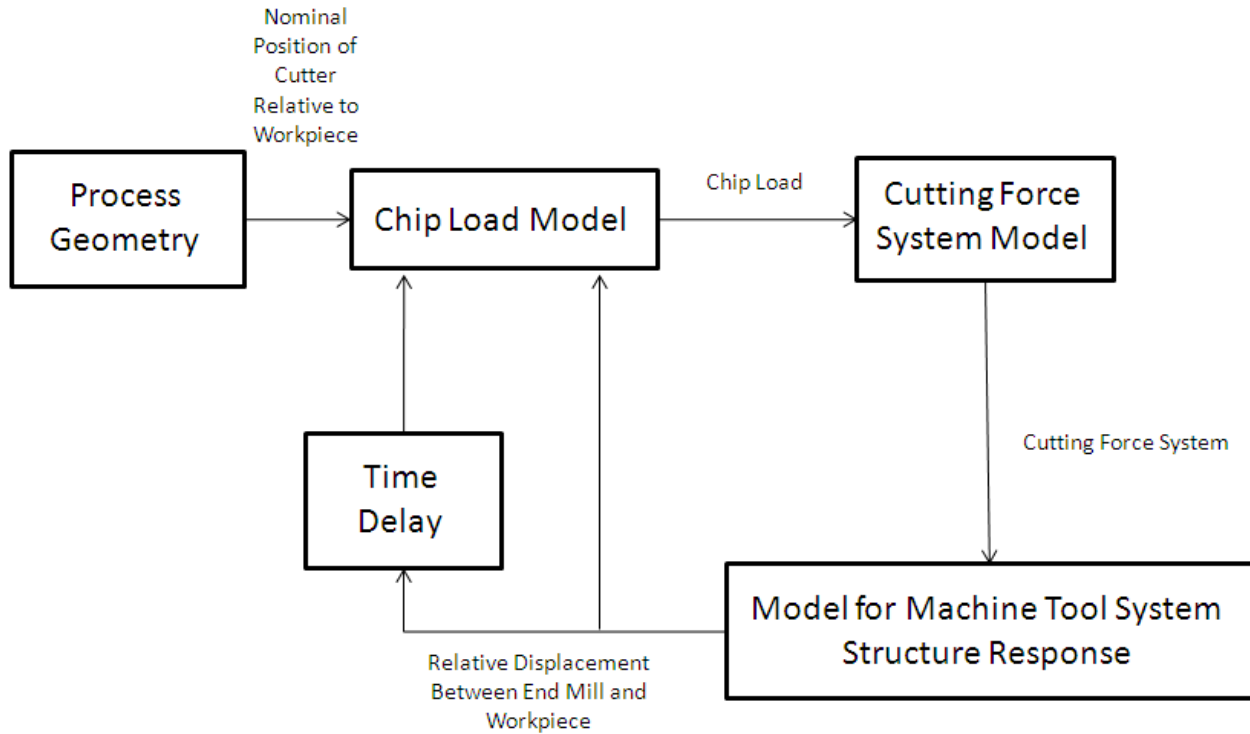 Nominal
Position of
Cutter
Relative to
Workpiece
Process
Geometry
Chip Load Model
Chip Load
Cutting Force
System Model
Time
Delay
Cutting Force System
Model for Machine Tool System
Structure Response
Relative Displacement
Between End Mill and
Workpiece